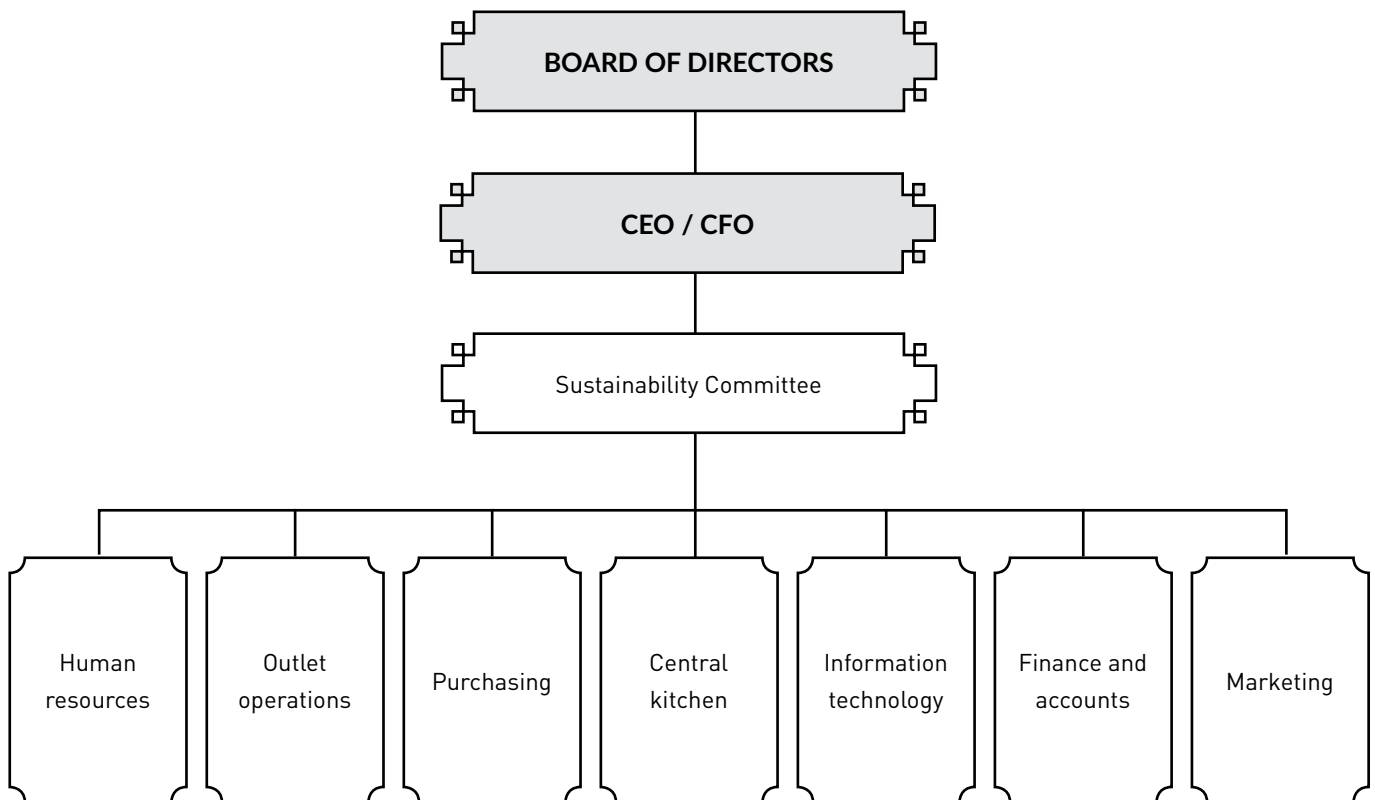 BOARD OF DIRECTORS
CEO / CFO
Sustainability Committee
Human
resources
Outlet
operations
Purchasing
Central
kitchen
Information
technology
Finance and
accounts
Marketing